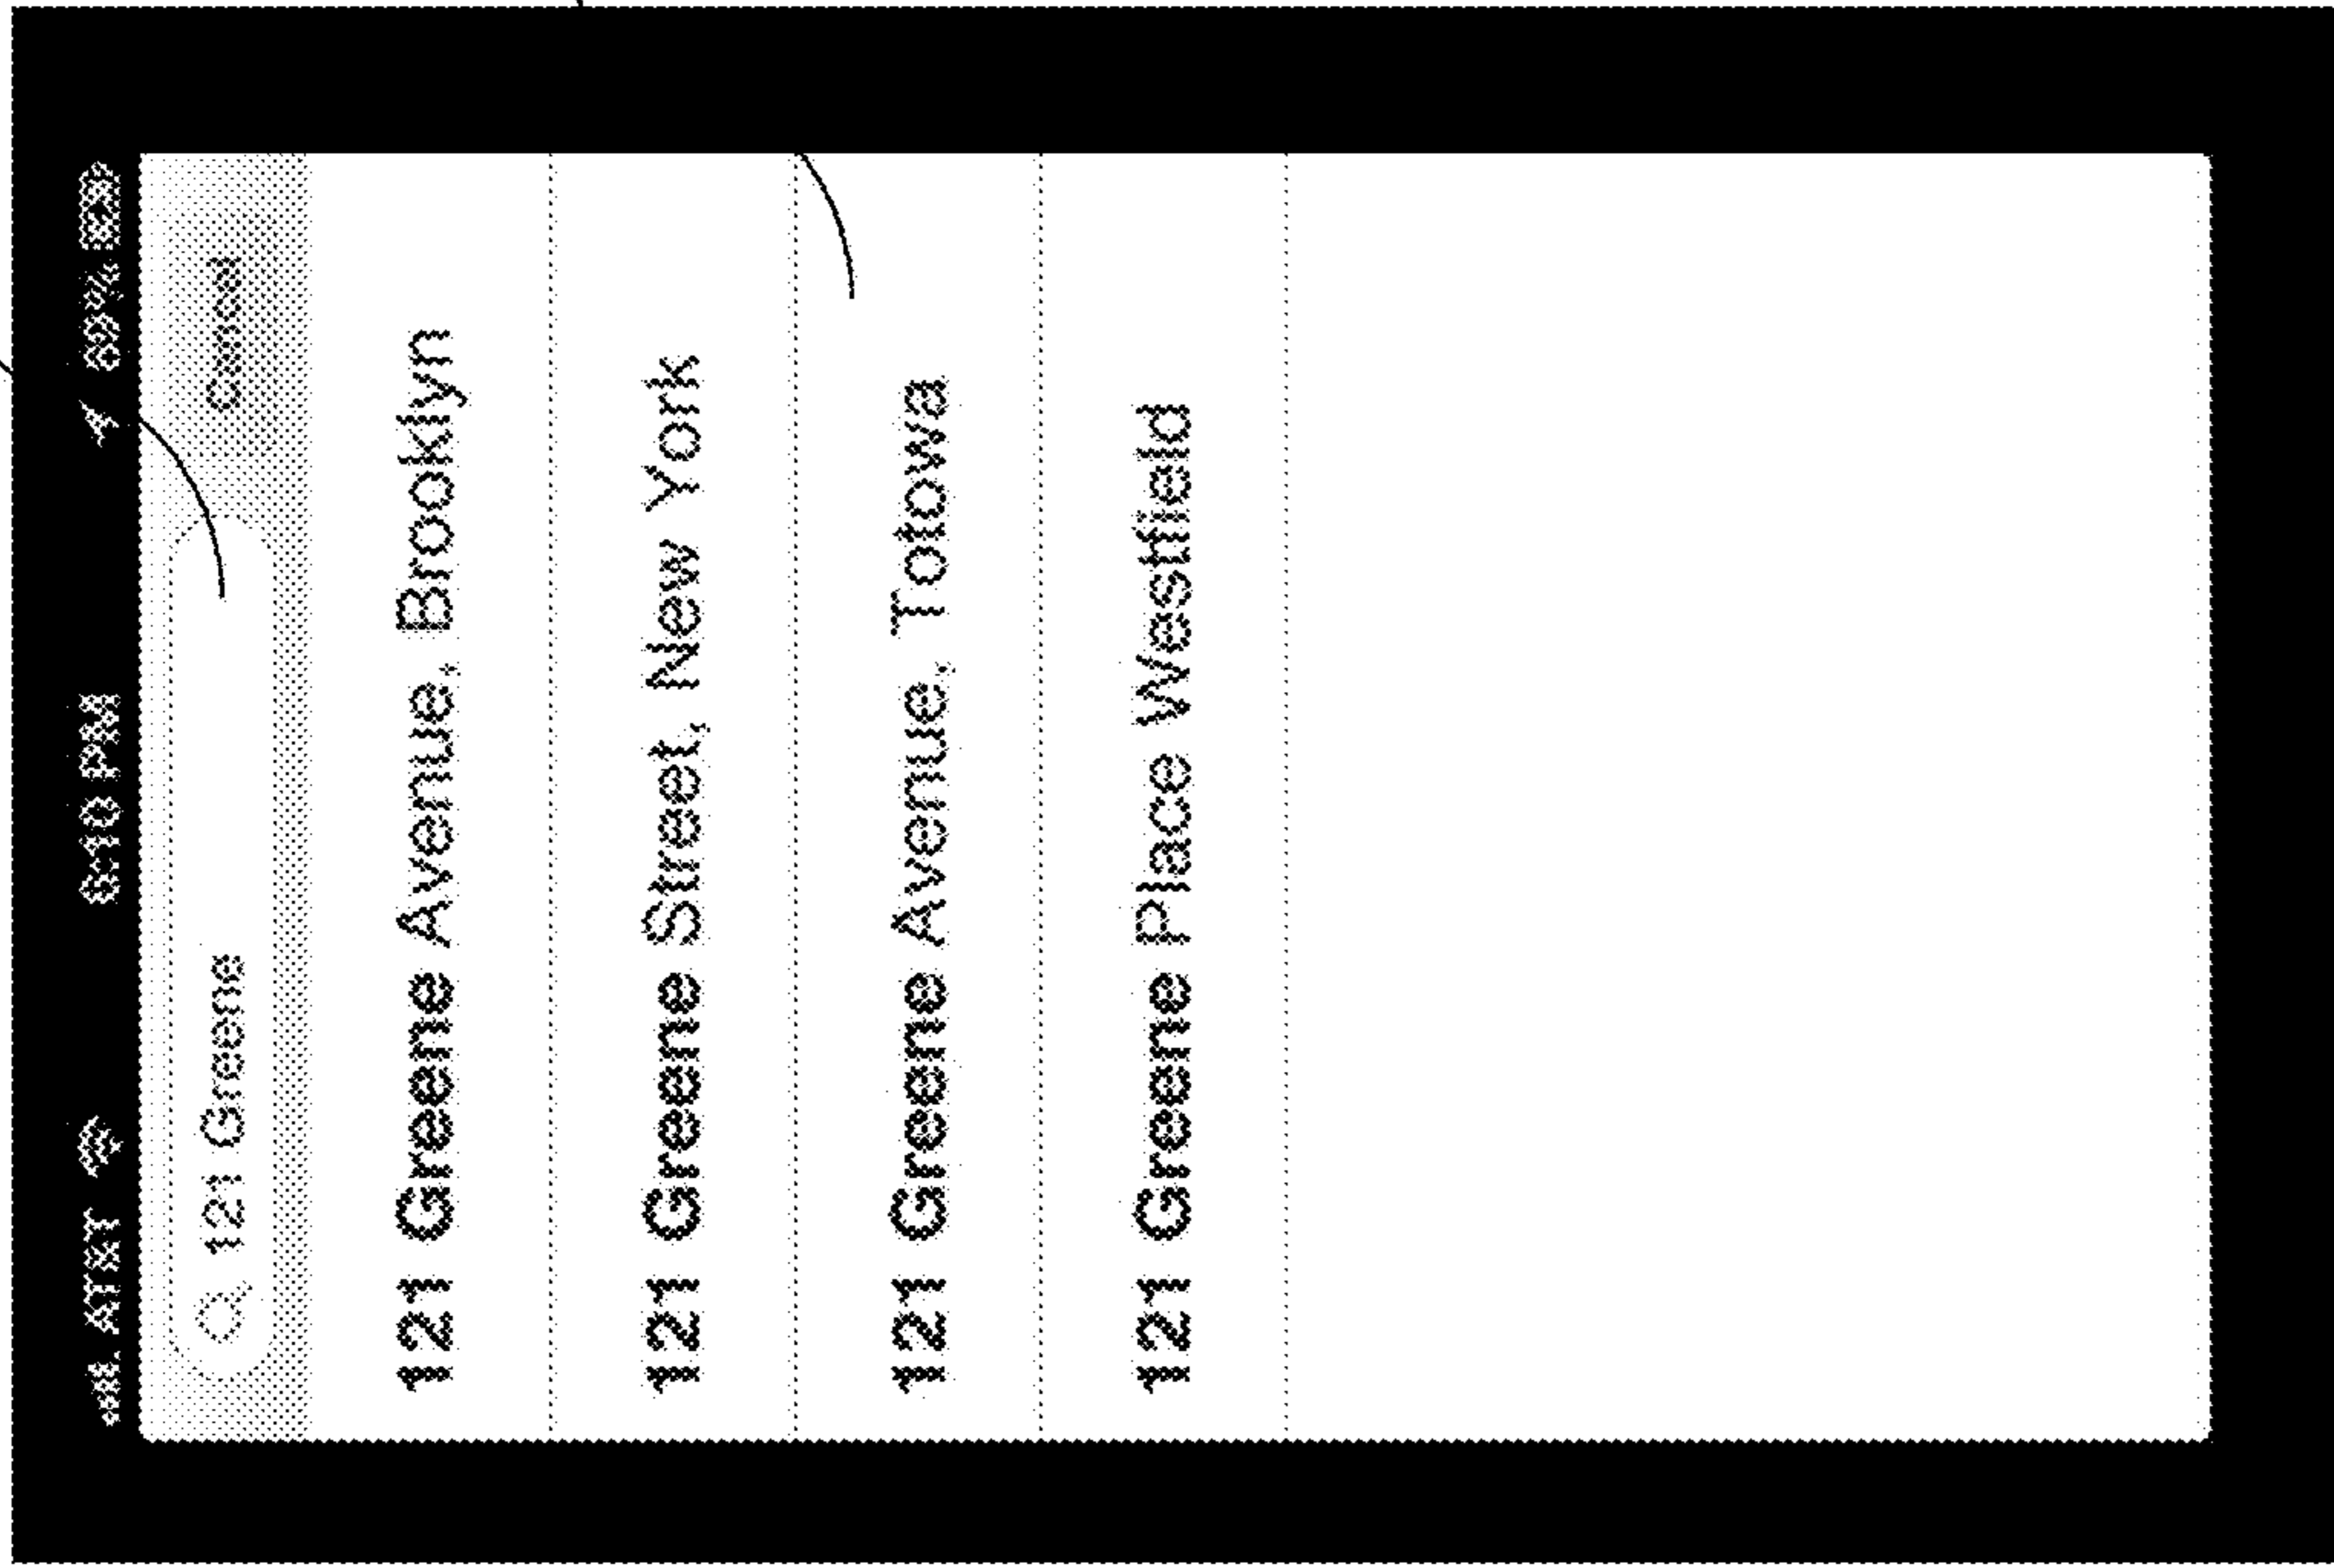 AT&T 6:10 PM
121 Greene Cancel
121 Greene Avenue, Brooklyn
121 Greene Street, New York
121 Greene Avenue, Totowa
121 Greene Place Westfield